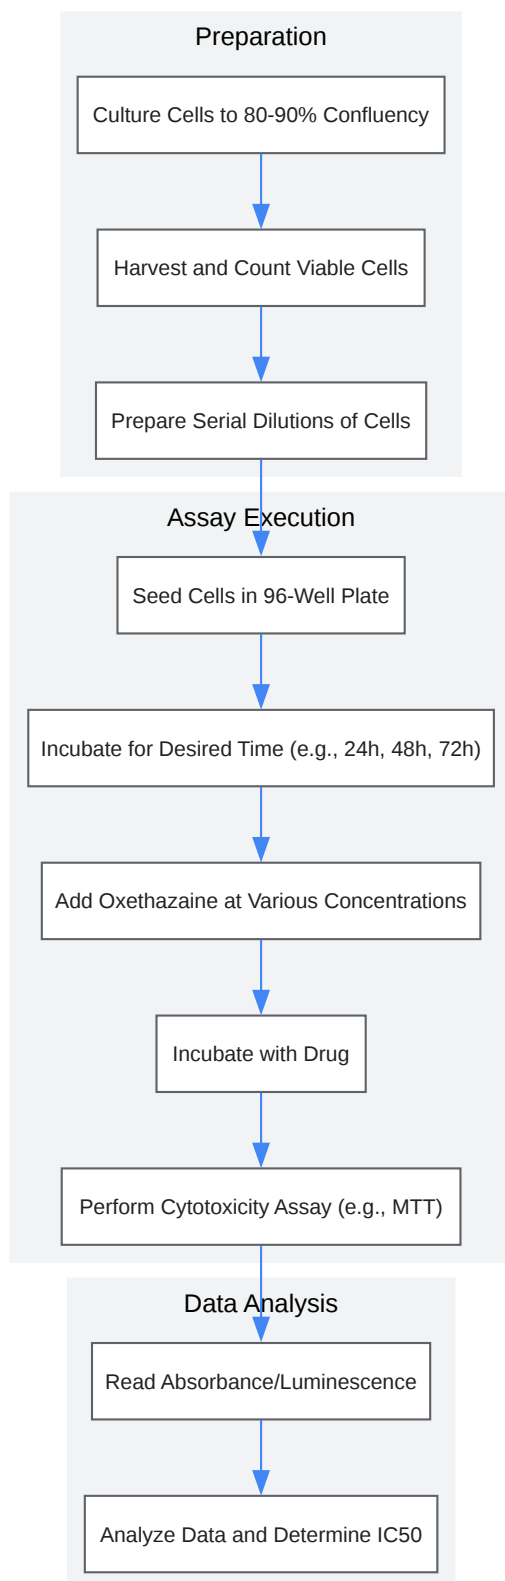 Preparation
Culture Cells to 80-90% Confluency
Harvest and Count Viable Cells
Prepare Serial Dilutions of Cells
Assay Execution
Seed Cells in 96-Well Plate
Incubate for Desired Time (e.g., 24h, 48h, 72h)
Add Oxethazaine at Various Concentrations
Incubate with Drug
Perform Cytotoxicity Assay (e.g., MTT)
Data Analysis
Read Absorbance/Luminescence
Analyze Data and Determine IC50